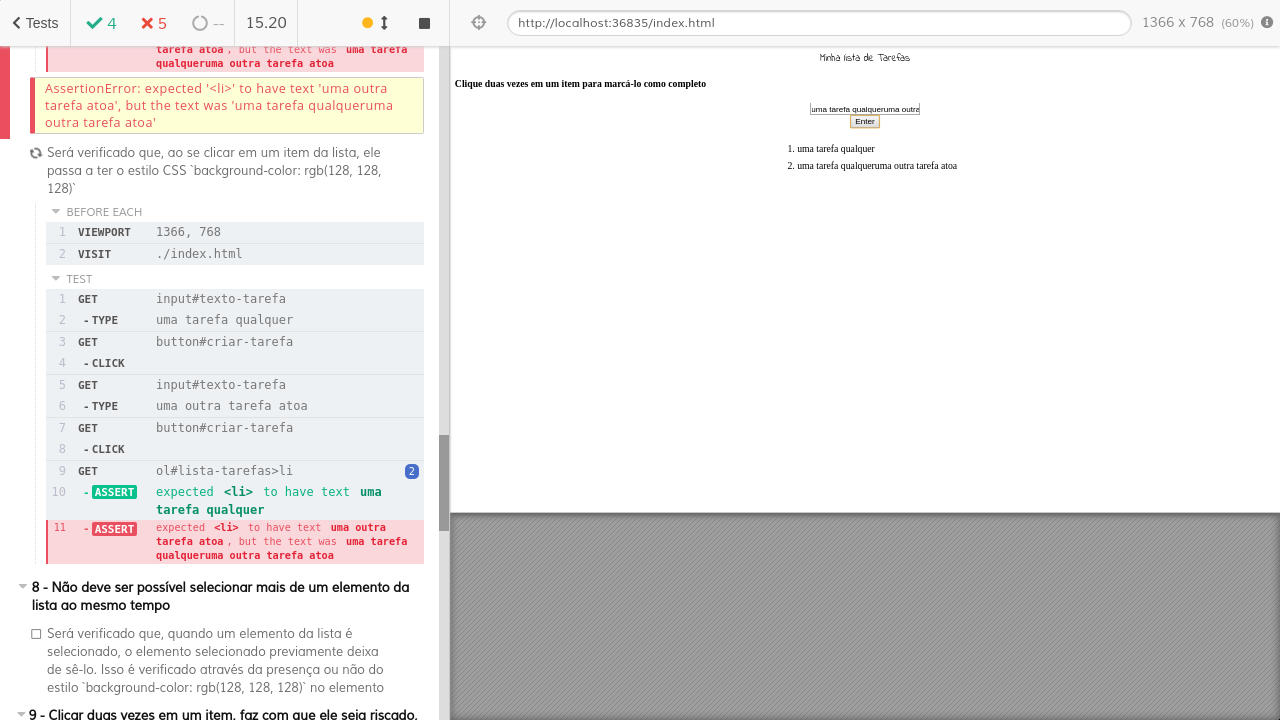 Tests
4
5
--
15.20
http://localhost:36835/index.html
1366 x 768 (60%)
tarefa atoa, but the text was uma tarefa
qualqueruma outra tarefa atoa
AssertionError: expected '<li>' to have text 'uma outra
tarefa atoa', but the text was 'uma tarefa qualqueruma
outra tarefa atoa'
Será verificado que, ao se clicar em um item da lista, ele
passa a ter o estilo CSS `background-color: rgb(128, 128,
128)`
BEFORE EACH
1 VIEWPORT 1366, 768
2 VISIT ./index.html
TEST
1 GET input#texto-tarefa
2 -TYPE uma tarefa qualquer
3 GET button#criar-tarefa
4 -CLICK
5 GET input#texto-tarefa
6 -TYPE uma outra tarefa atoa
7 GET button#criar-tarefa
8 -CLICK
9 GET ol#lista-tarefas>li 2
10 -ASSERT expected <li> to have text uma
tarefa qualquer
11 -ASSERT expected <li> to have text uma outra
tarefa atoa, but the text was uma tarefa
qualqueruma outra tarefa atoa
8 - Não deve ser possível selecionar mais de um elemento da
lista ao mesmo tempo
Será verificado que, quando um elemento da lista é
selecionado, o elemento selecionado previamente deixa
de sê-lo. Isso é verificado através da presença ou não do
estilo `background-color: rgb(128, 128, 128)` no elemento
9 - Clicar duas vezes em um item, faz com que ele seja riscado,
Minha lista de Tarefas
Clique duas vezes em um item para marcá-lo como completo
uma tarefa qualqueruma outra
Enter
1. uma tarefa qualquer
2. uma tarefa qualqueruma outra tarefa atoa